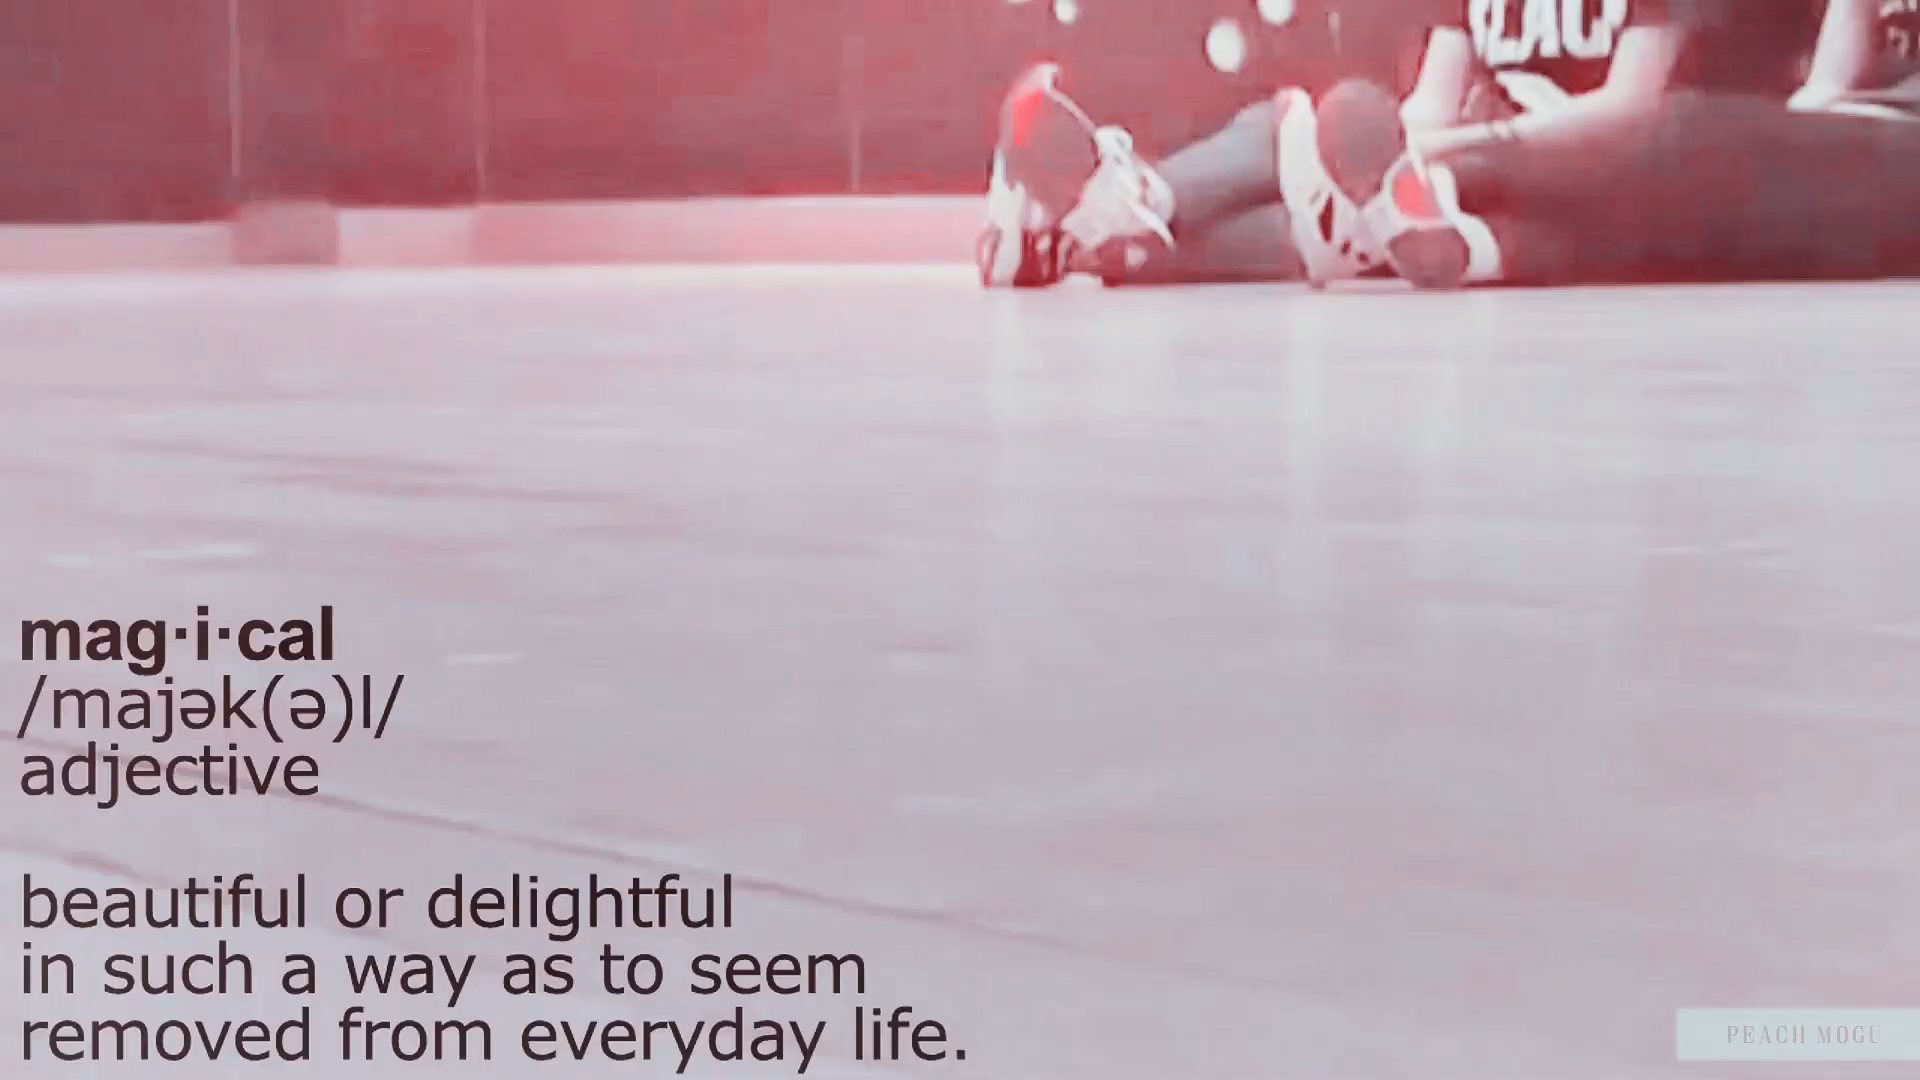 mag·i·cal
/majək(ə)l/
adjective
beautiful or delightful
in such a way as to seem
removed from everyday life.
PEACH MOGU